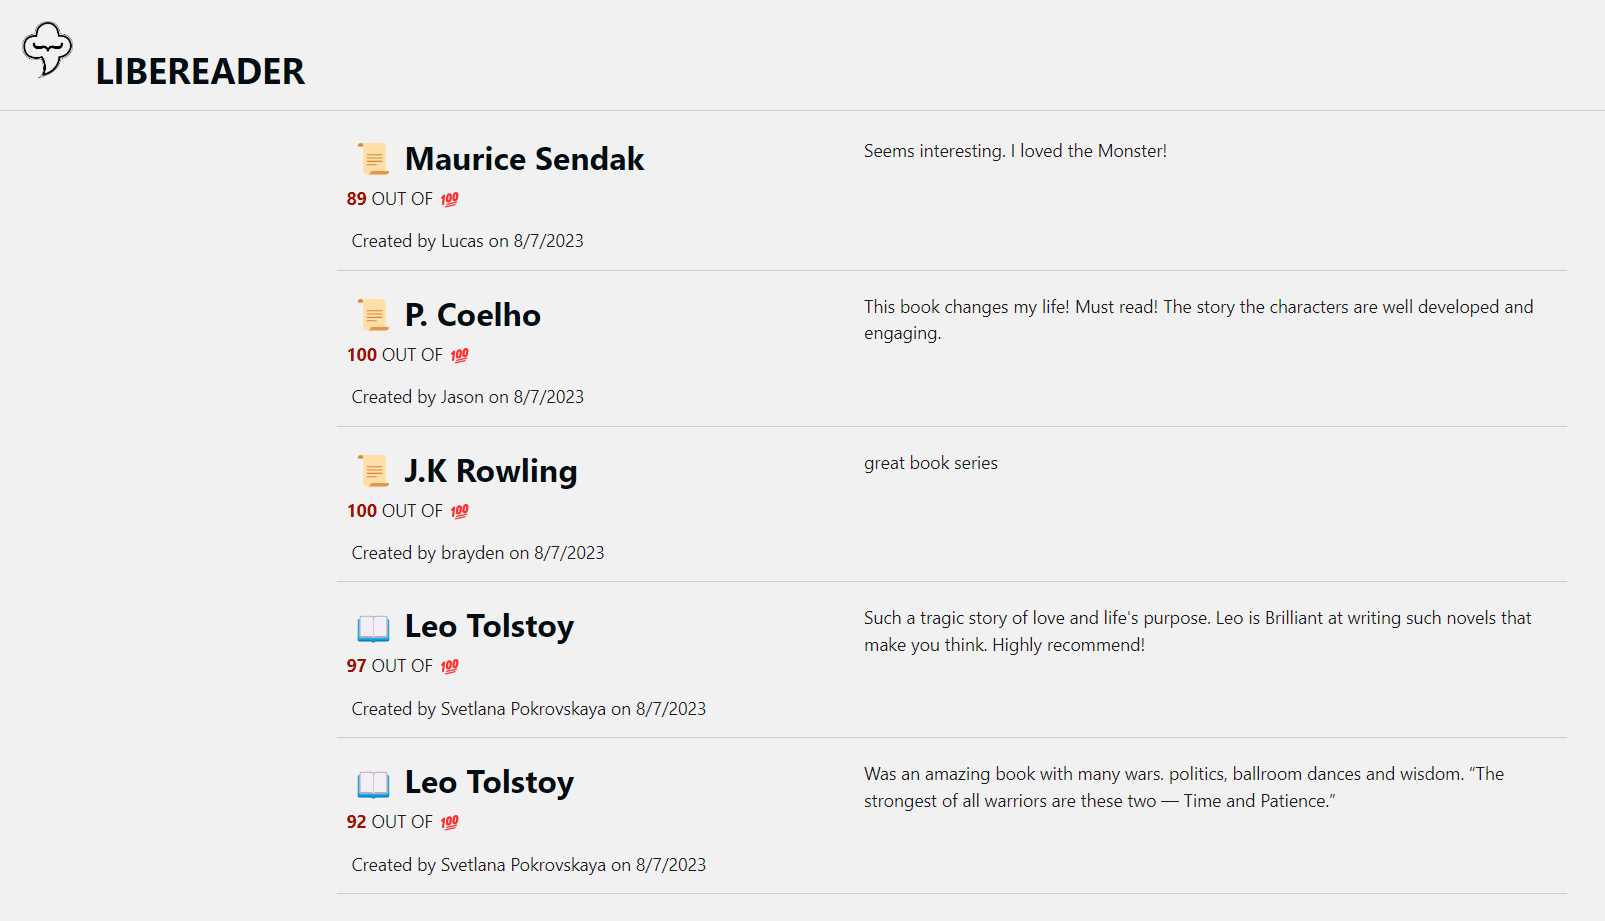 LIBEREADER
📜 Maurice Sendak
89 OUT OF 💯
Created by Lucas on 8/7/2023
Seems interesting. I loved the Monster!
📜 P. Coelho
100 OUT OF 💯
Created by Jason on 8/7/2023
This book changes my life! Must read! The story the characters are well developed and
engaging.
📜 J.K Rowling
100 OUT OF 💯
Created by brayden on 8/7/2023
great book series
📖 Leo Tolstoy
97 OUT OF 💯
Created by Svetlana Pokrovskaya on 8/7/2023
Such a tragic story of love and life's purpose. Leo is Brilliant at writing such novels that
make you think. Highly recommend!
📖 Leo Tolstoy
92 OUT OF 💯
Created by Svetlana Pokrovskaya on 8/7/2023
Was an amazing book with many wars. politics, ballroom dances and wisdom. “The
strongest of all warriors are these two — Time and Patience.”